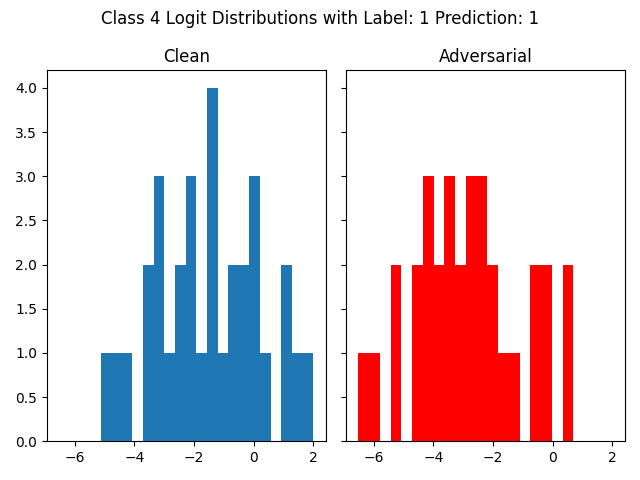 Class 4 Logit Distributions with Label: 1 Prediction: 1
Clean
Adversarial
4.0
3.5
3.0
2.5
2.0
1.5
1.0
0.5
0.0
−6 −4 −2 0 2
−6 −4 −2 0 2